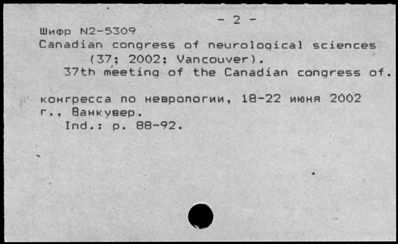 - 2 -
Шифр N2-5309
Canadian congress of neurological sciences
(37; 2002; Vancouver).
37th meeting of the Canadian congress of.
конгресса по неврологии, 18-22 июня 2002
г., Ванкувер.
Ind.: p. 88-92.